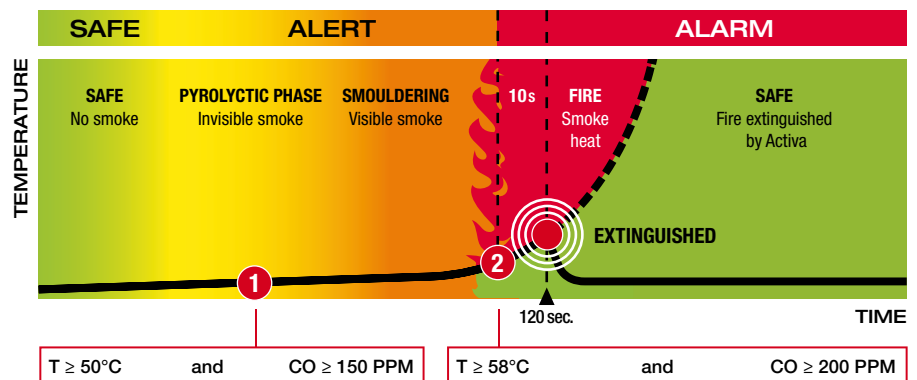 SAFE ALERT ALARM
TEMPERATURE
SAFE
No smoke
PYROLYCTIC PHASE
Invisible smoke
SMOULDERING
Visible smoke
10s
FIRE
Smoke
heat
SAFE
Fire extinguished
by Activa
1
2
EXTINGUISHED
120 sec.
TIME
T ≥ 50°C and CO ≥ 150 PPM
T ≥ 58°C and CO ≥ 200 PPM